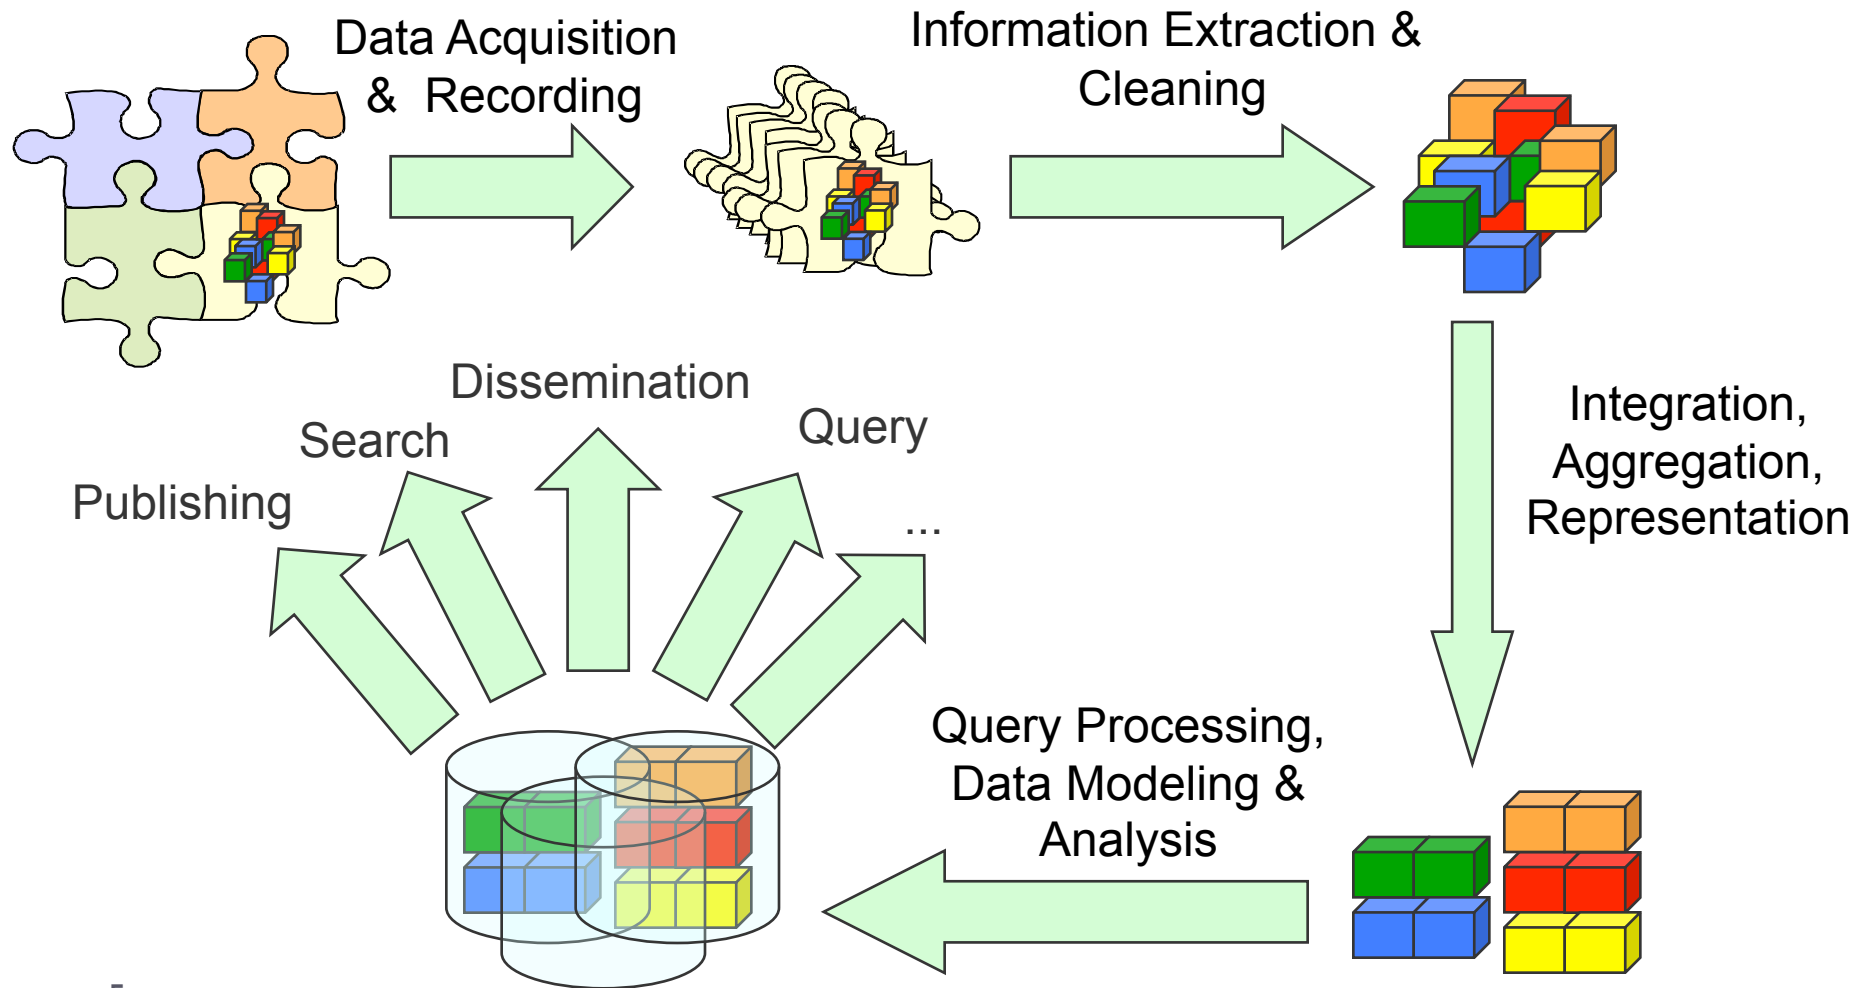 Data Acquisition
& Recording
Information Extraction &
Cleaning
Integration,
Aggregation,
Representation
Query Processing,
Data Modeling &
Analysis
Publishing
Search
Dissemination
Query
...